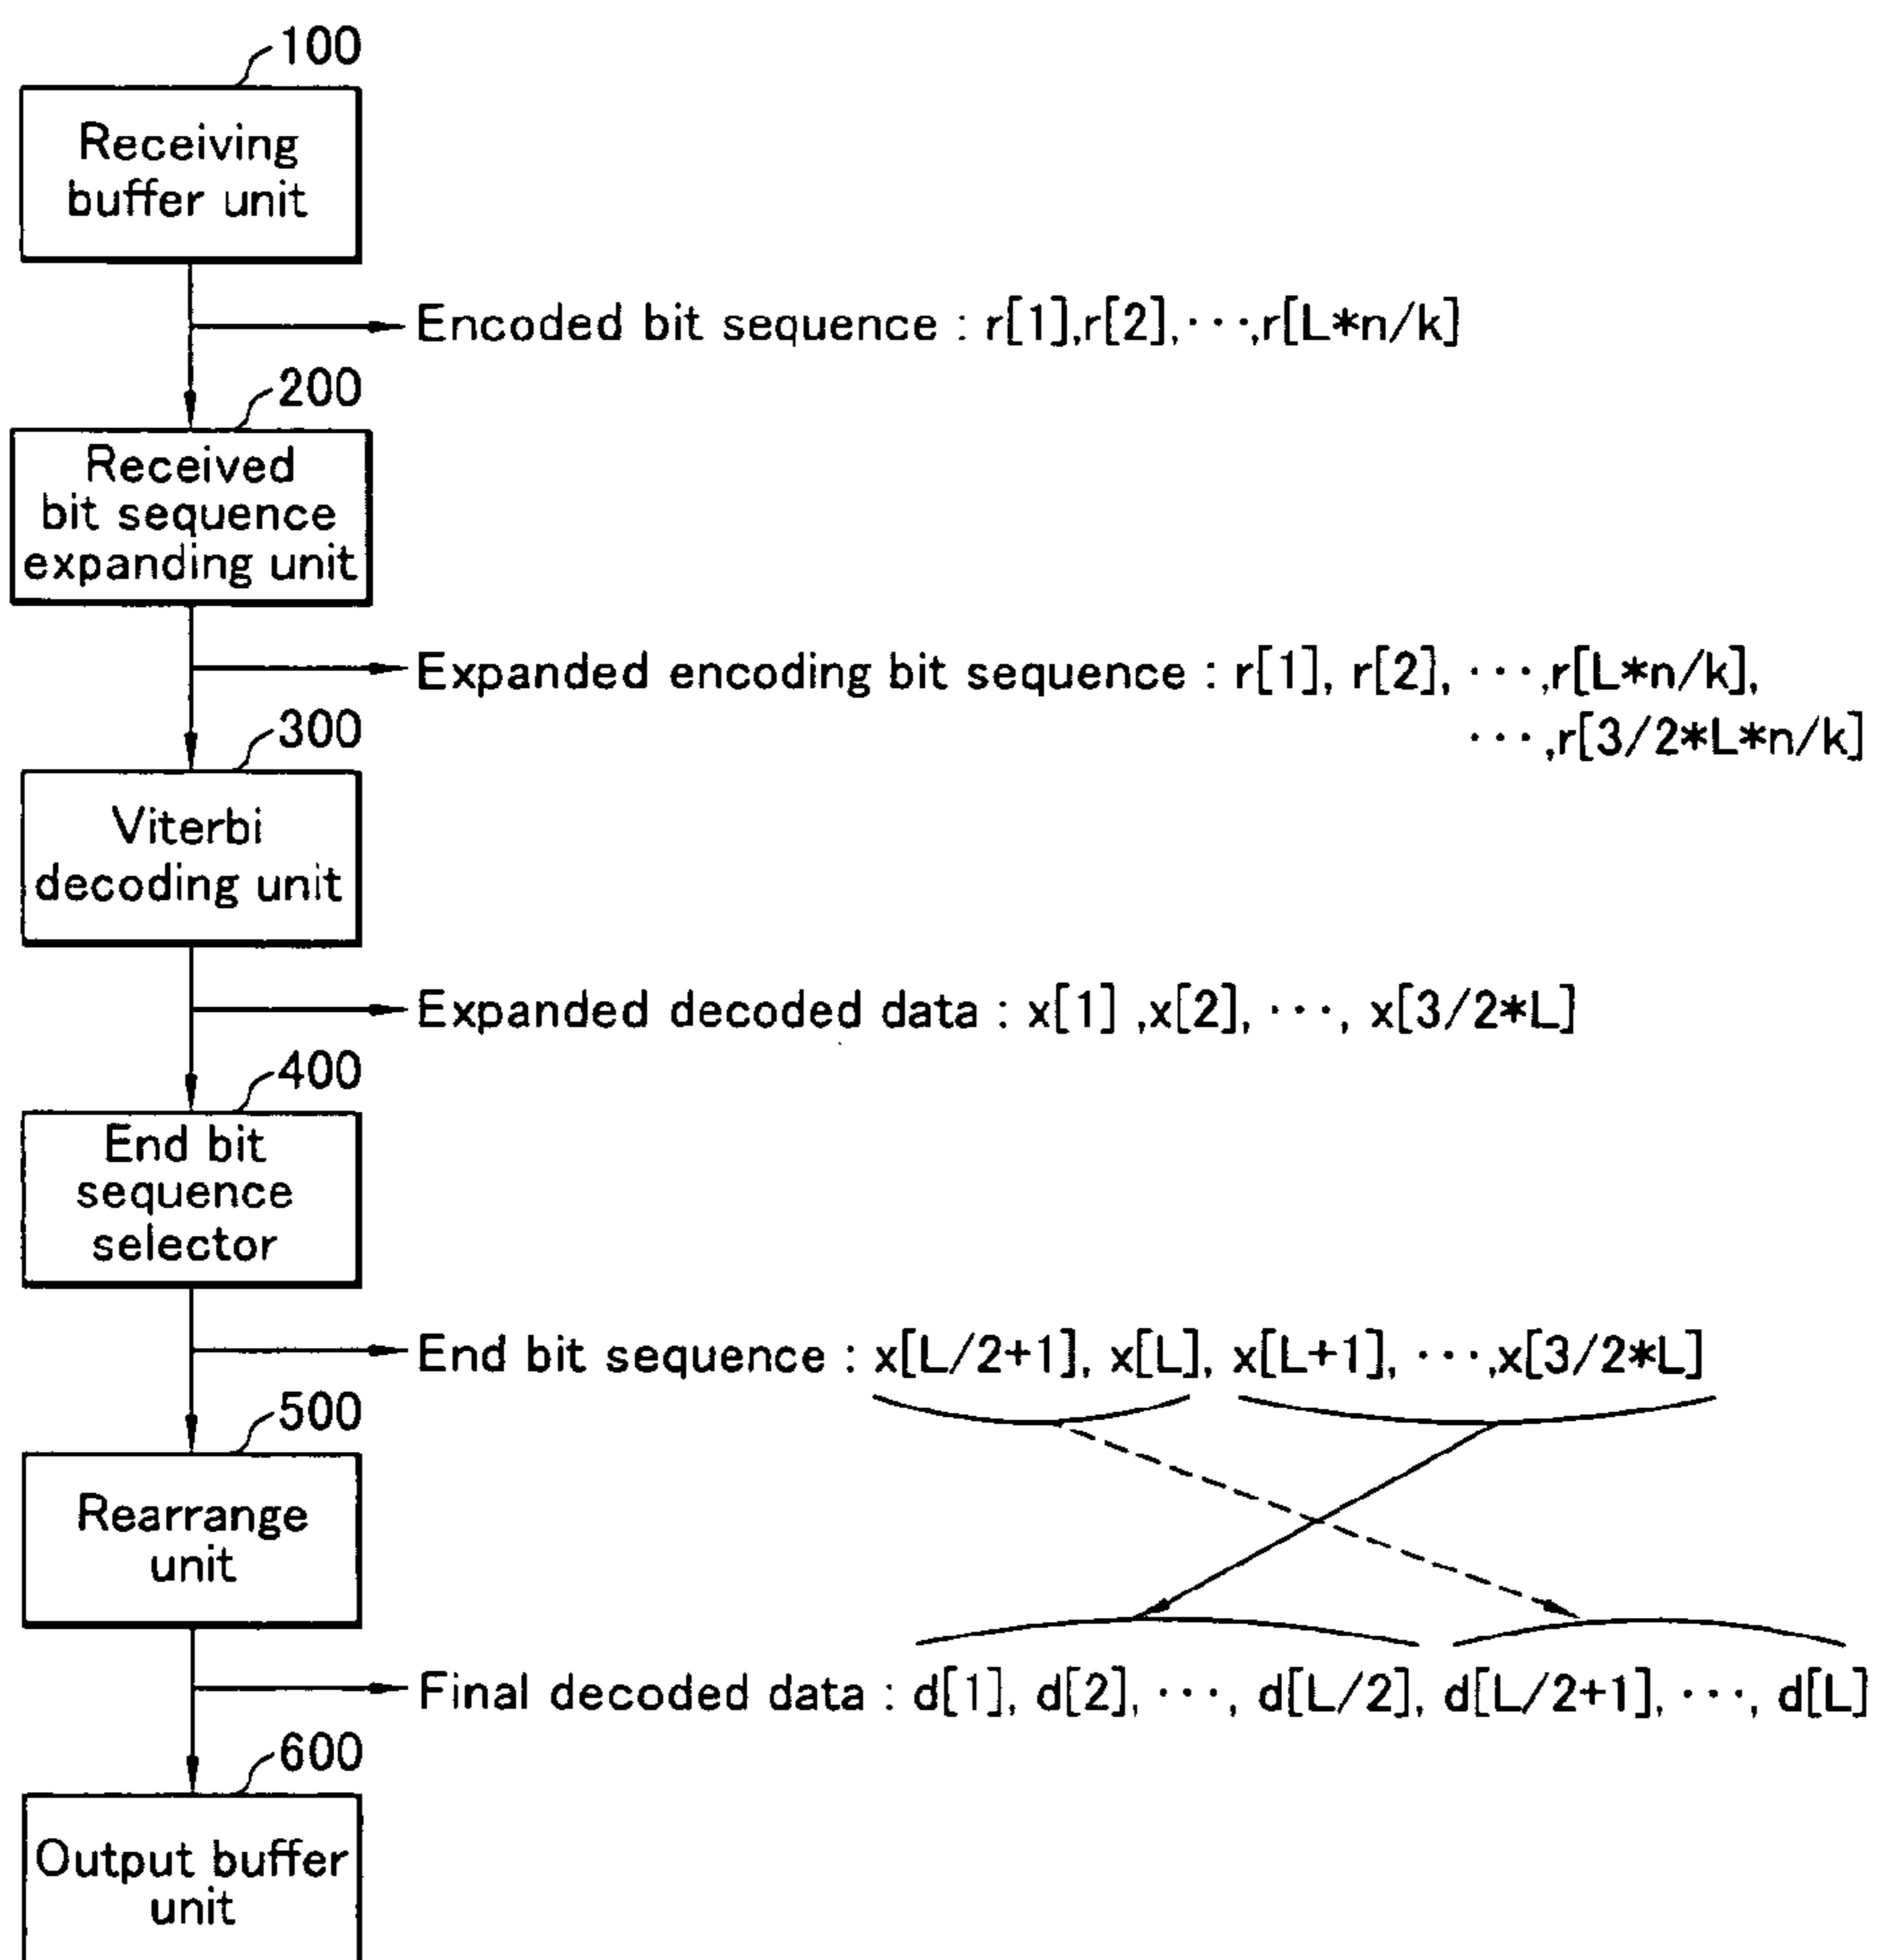 100
Receiving
buffer unit
Encoded bit sequence : r[1],r[2],···,r[L*n/k]
200
Received
bit sequence
expanding unit
Expanded encoding bit sequence : r[1], r[2], ···,r[L*n/k],
···,r[3/2*L*n/k]
300
Viterbi
decoding unit
Expanded decoded data : x[1] ,x[2], ···, x[3/2*L]
400
End bit
sequence
selector
End bit sequence : x[L/2+1], x[L], x[L+1], ···,x[3/2*L]
500
Rearrange
unit
Final decoded data : d[1], d[2], ···, d[L/2], d[L/2+1], ···, d[L]
600
Output buffer
unit